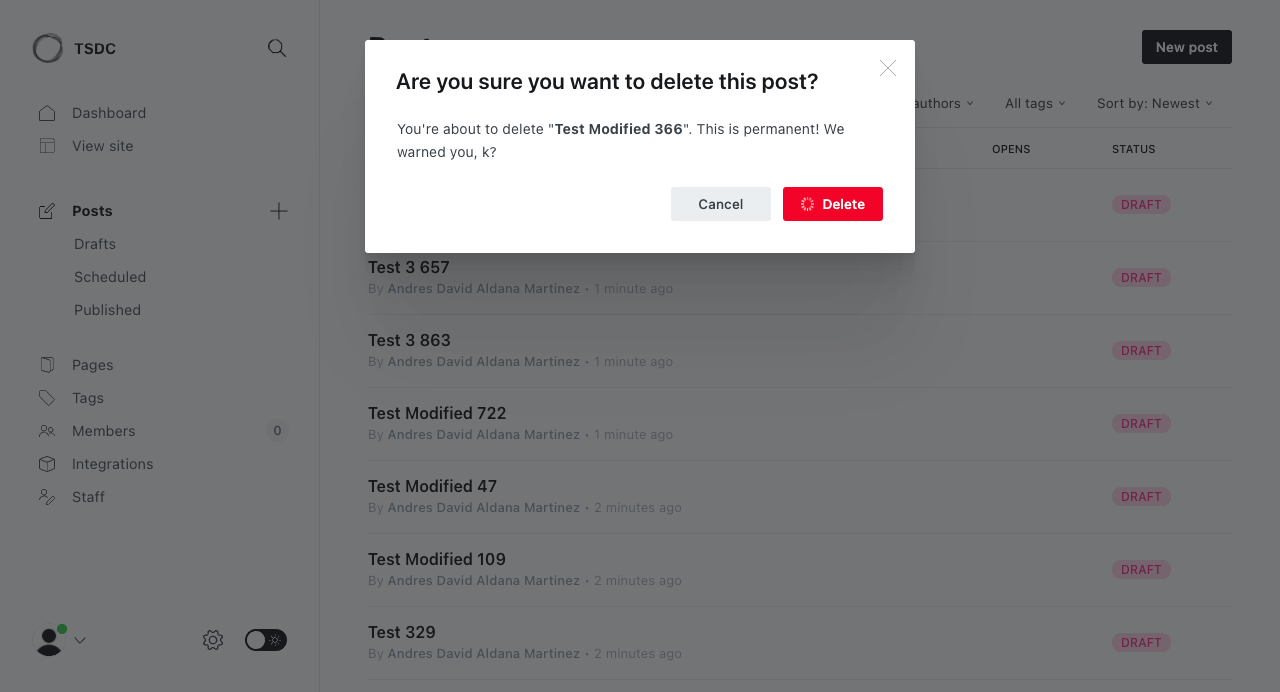 TSDC
New post
Are you sure you want to delete this post?
authors
All tags
Sort by: Newest
Dashboard
You're about to delete "Test Modified 366". This is permanent! We
warned you, k?
View site
OPENS
STATUS
Cancel
Delete
DRAFT
Posts
Drafts
Scheduled
Published
Pages
Tags
Members
0
Integrations
Staff
Test 3 657
By Andres David Aldana Martinez • 1 minute ago
DRAFT
Test 3 863
By Andres David Aldana Martinez • 1 minute ago
DRAFT
Test Modified 722
By Andres David Aldana Martinez • 1 minute ago
DRAFT
Test Modified 47
By Andres David Aldana Martinez • 2 minutes ago
DRAFT
Test Modified 109
By Andres David Aldana Martinez • 2 minutes ago
DRAFT
Test 329
By Andres David Aldana Martinez • 2 minutes ago
DRAFT